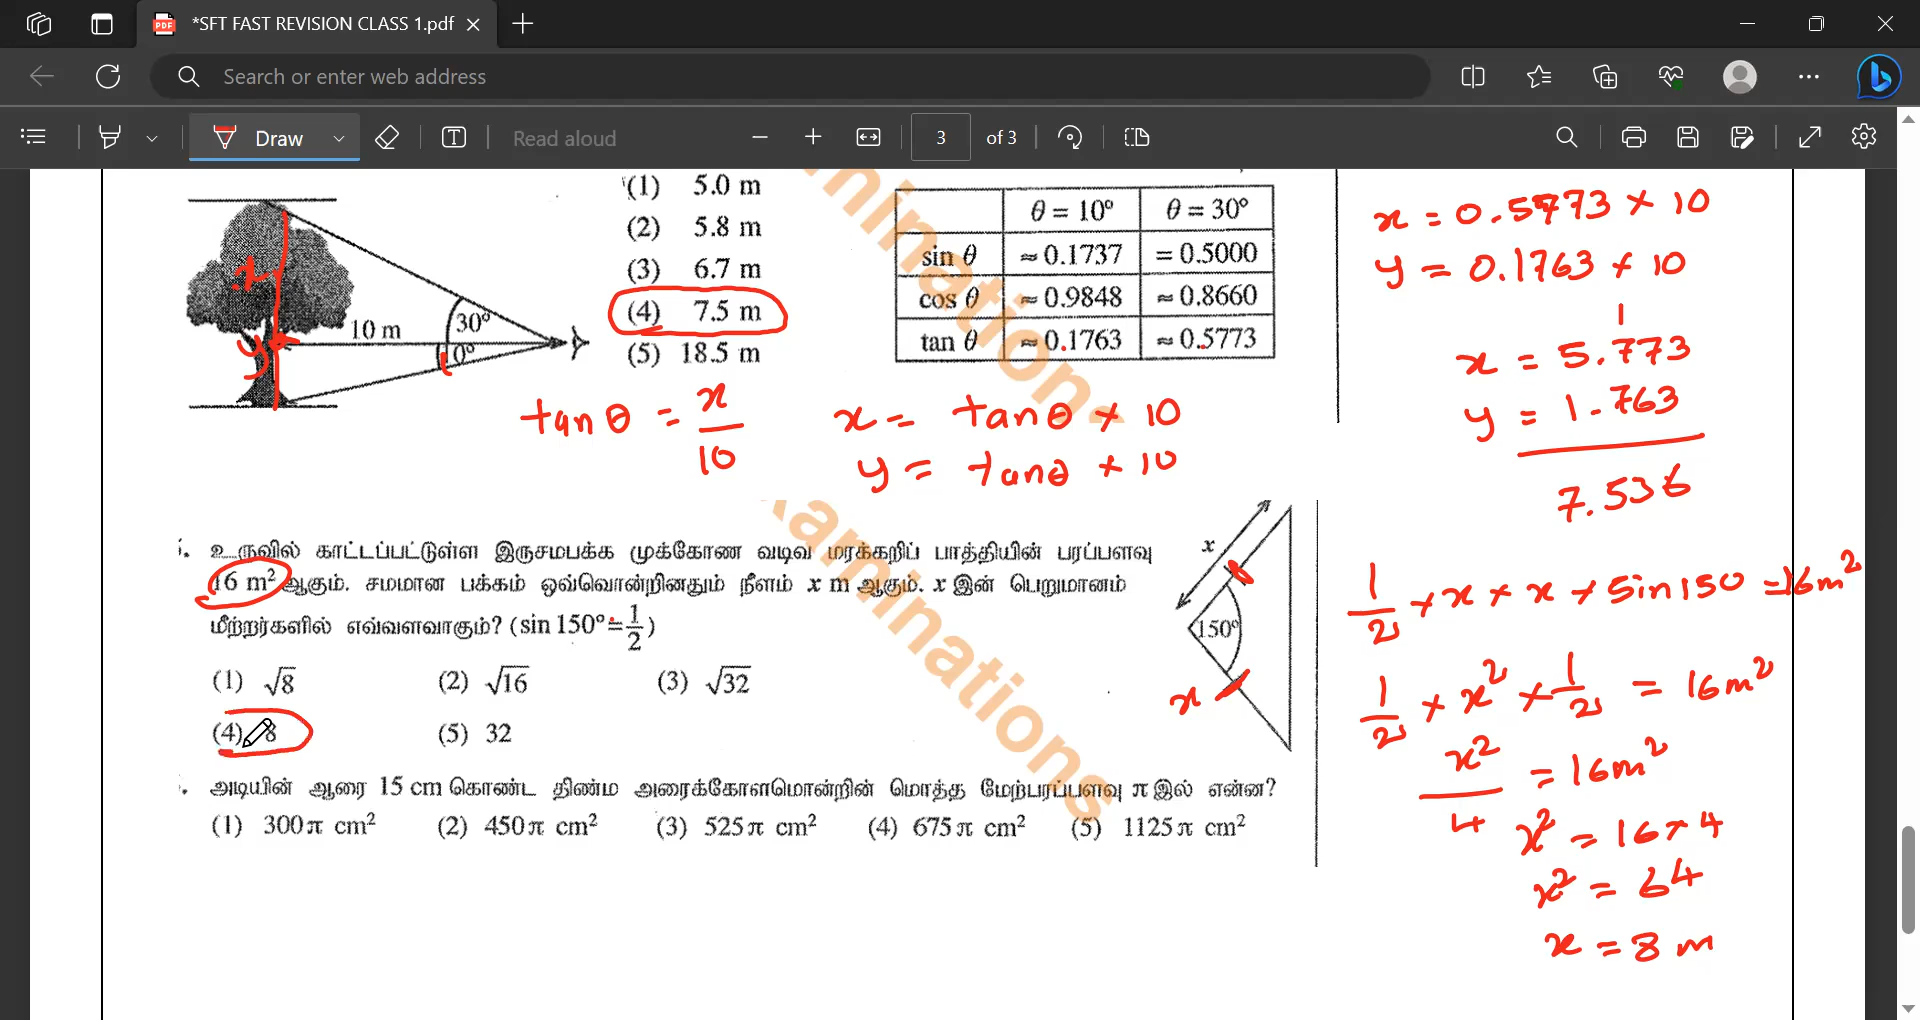 *SFT FAST REVISION CLASS 1.pdf
Search or enter web address
Draw
Read aloud
3 of 3
(1) 5.0 m
(2) 5.8 m
(3) 6.7 m
(4) 7.5 m
(5) 18.5 m
10 m
30°
10°
x
y
θ = 10° θ = 30°
sin θ ≈ 0.1737 = 0.5000
cos θ ≈ 0.9848 ≈ 0.8660
tan θ ≈ 0.1763 ≈ 0.5773
x = 0.5773 × 10
y = 0.1763 × 10
1
x = 5.773
y = 1.763
7.536
tan θ = x/10
x = tan θ × 10
y = tan θ × 10
உருவில் காட்டப்பட்டுள்ள இருசமபக்க முக்கோண வடிவ மரக்கறிப் பாத்தியின் பரப்பளவு
16 m² ஆகும். சமமான பக்கம் ஒவ்வொன்றினதும் நீளம் x m ஆகும். x இன் பெறுமானம்
மீற்றர்களில் எவ்வளவாகும்? (sin 150° = 1/2)
(1) √8 (2) √16 (3) √32
(4) 8 (5) 32
x
150°
x
1/2 × x × x × sin 150 = 16m²
1/2 × x² × 1/2 = 16m²
x²/4 = 16m²
x² = 16 × 4
x² = 64
x = 8 m
அடியின் ஆரை 15 cm கொண்ட திண்ம அரைக்கோளமொன்றின் மொத்த மேற்பரப்பளவு π இல் என்ன?
(1) 300π cm² (2) 450π cm² (3) 525π cm² (4) 675π cm² (5) 1125π cm²
minations
xaminations